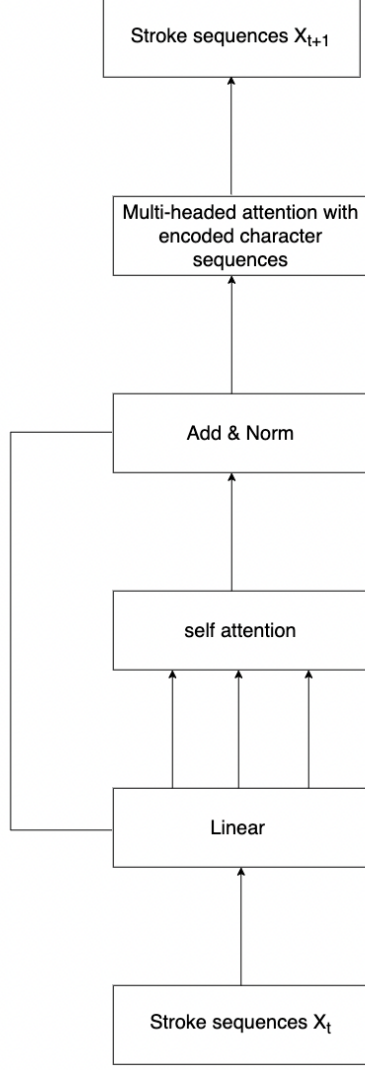 Stroke sequences Xt+1
Multi-headed attention with
encoded character
sequences
Add & Norm
self attention
Linear
Stroke sequences Xt